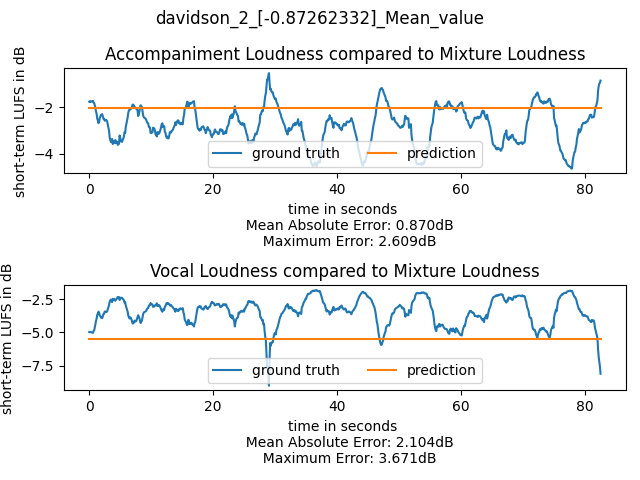 davidson_2_[-0.87262332]_Mean_value
Accompaniment Loudness compared to Mixture Loudness
short-term LUFS in dB
−2
−4
ground truth
prediction
0 20 40 60 80
time in seconds
Mean Absolute Error: 0.870dB
Maximum Error: 2.609dB
Vocal Loudness compared to Mixture Loudness
short-term LUFS in dB
−2.5
−5.0
−7.5
ground truth
prediction
0 20 40 60 80
time in seconds
Mean Absolute Error: 2.104dB
Maximum Error: 3.671dB